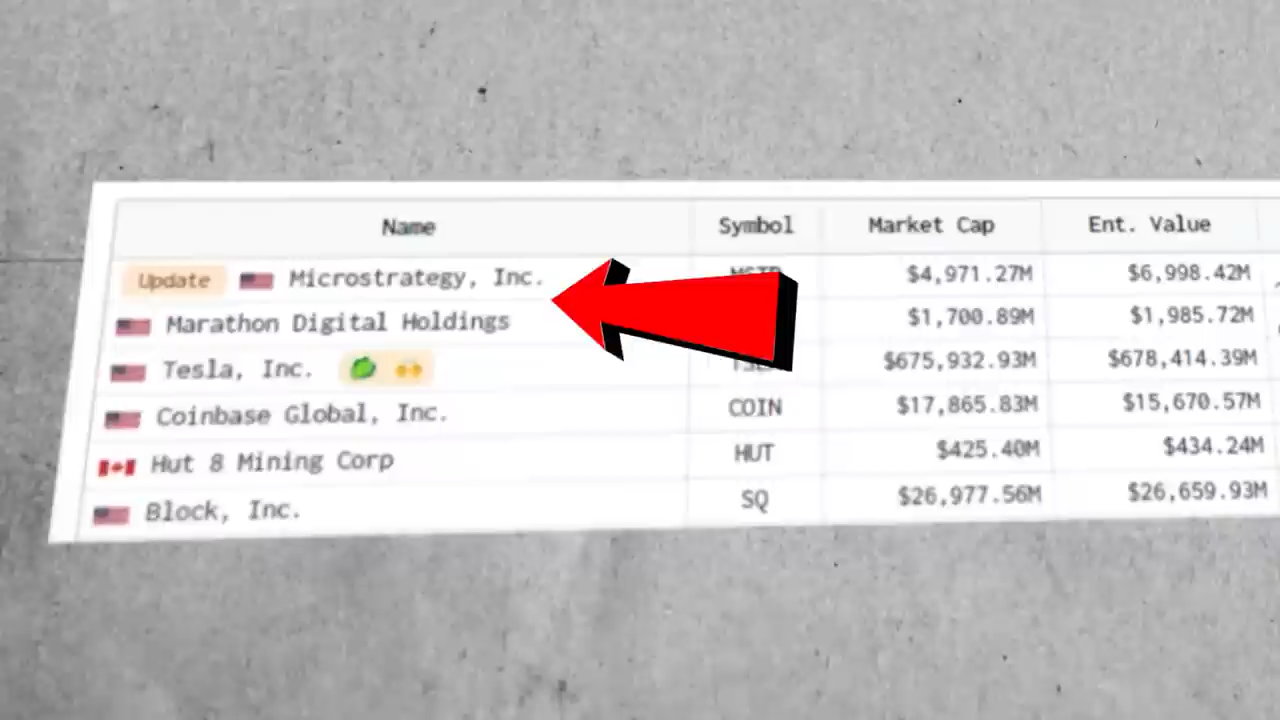 Name Symbol Market Cap Ent. Value
Update Microstrategy, Inc. $4,971.27M $6,998.42M
Marathon Digital Holdings $1,700.89M $1,985.72M
Tesla, Inc. $675,932.93M $678,414.39M
Coinbase Global, Inc. COIN $17,865.83M $15,670.57M
Hut 8 Mining Corp HUT $425.40M $434.24M
Block, Inc. SQ $26,977.56M $26,659.93M